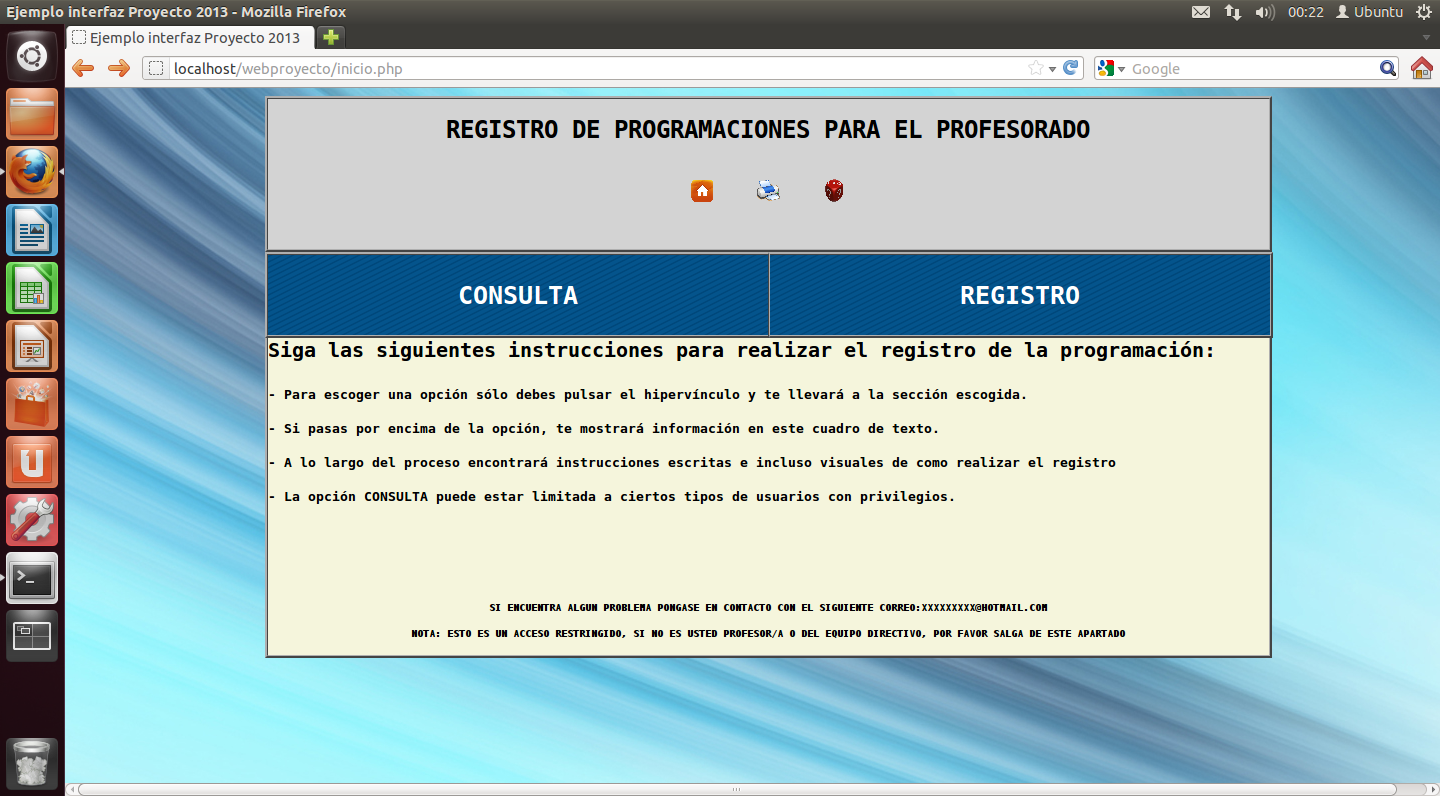 Ejemplo interfaz Proyecto 2013 - Mozilla Firefox
00:22 Ubuntu
Ejemplo interfaz Proyecto 2013
localhost/webproyecto/inicio.php
Google
REGISTRO DE PROGRAMACIONES PARA EL PROFESORADO
CONSULTA
REGISTRO
Siga las siguientes instrucciones para realizar el registro de la programación:
- Para escoger una opción sólo debes pulsar el hipervínculo y te llevará a la sección escogida.
- Si pasas por encima de la opción, te mostrará información en este cuadro de texto.
- A lo largo del proceso encontrará instrucciones escritas e incluso visuales de como realizar el registro
- La opción CONSULTA puede estar limitada a ciertos tipos de usuarios con privilegios.
SI ENCUENTRA ALGUN PROBLEMA PONGASE EN CONTACTO CON EL SIGUIENTE CORREO:XXXXXXXXX@HOTMAIL.COM
NOTA: ESTO ES UN ACCESO RESTRINGIDO, SI NO ES USTED PROFESOR/A O DEL EQUIPO DIRECTIVO, POR FAVOR SALGA DE ESTE APARTADO